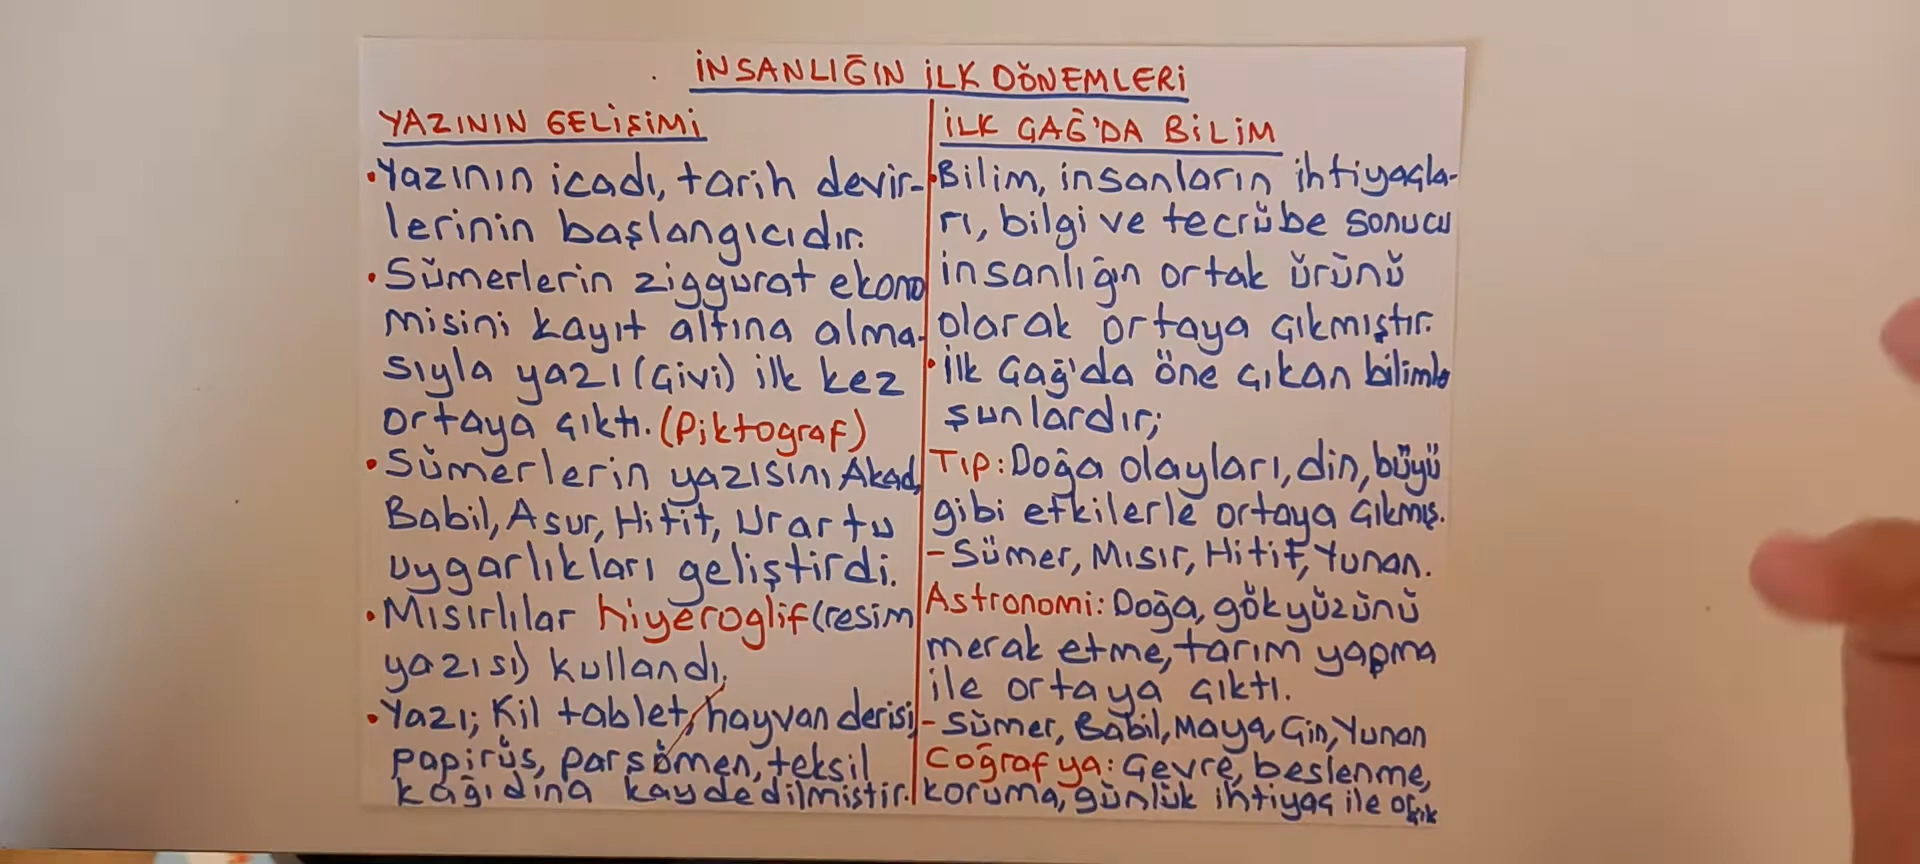 İNSANLIĞIN İLK DÖNEMLERİ
YAZININ GELİŞİMİ
• Yazının icadı, tarih devir-
lerinin başlangıcıdır.
• Sümerlerin ziggurat ekono
misini kayıt altına alma-
sıyla yazı (Çivi) ilk kez
ortaya çıktı. (Piktograf)
• Sümerlerin yazısını Akad,
Babil, Asur, Hitit, Urartu
uygarlıkları geliştirdi.
• Mısırlılar hiyeroglif (resim
yazısı) kullandı.
• Yazı; Kil tablet, hayvan derisi,
papirüs, parşömen, teksil
kağıdına kaydedilmiştir.
İLK ÇAĞ'DA BİLİM
• Bilim, insanların ihtiyaçla-
rı, bilgi ve tecrübe sonucu
insanlığın ortak ürünü
olarak ortaya çıkmıştır.
• İlk Çağ'da öne çıkan bilimle
şunlardır;
Tıp: Doğa olayları, din, büyü
gibi etkilerle ortaya çıkmış.
- Sümer, Mısır, Hitit, Yunan.
Astronomi: Doğa, gökyüzünü
merak etme, tarım yapma
ile ortaya çıktı.
- Sümer, Babil, Maya, Çin, Yunan
Coğrafya: Çevre, beslenme,
koruma, günlük ihtiyaç ile